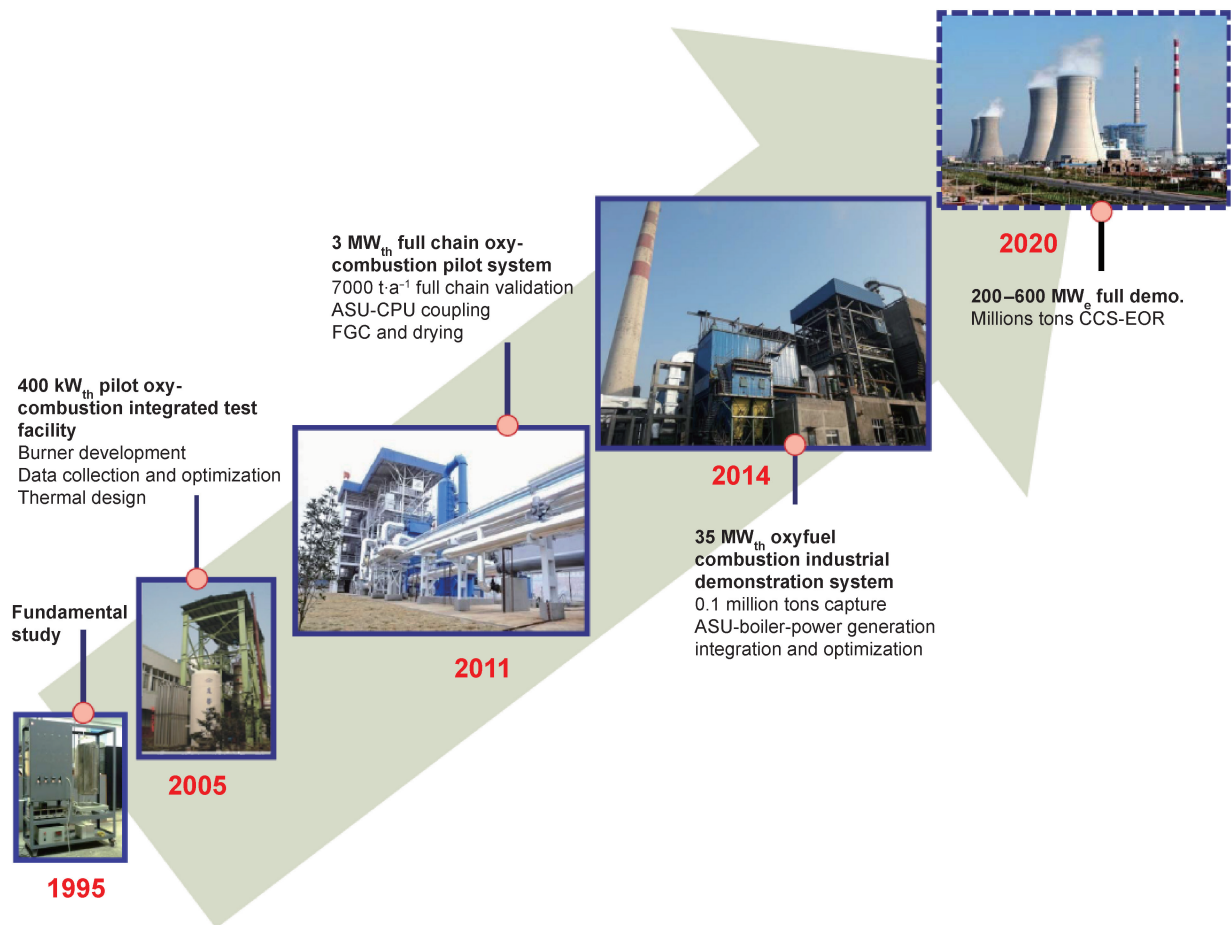 Fundamental
study
1995
400 kWth pilot oxy-
combustion integrated test
facility
Burner development
Data collection and optimization
Thermal design
2005
3 MWth full chain oxy-
combustion pilot system
7000 t·a⁻¹ full chain validation
ASU-CPU coupling
FGC and drying
2011
2014
35 MWth oxyfuel
combustion industrial
demonstration system
0.1 million tons capture
ASU-boiler-power generation
integration and optimization
2020
200–600 MWe full demo.
Millions tons CCS-EOR